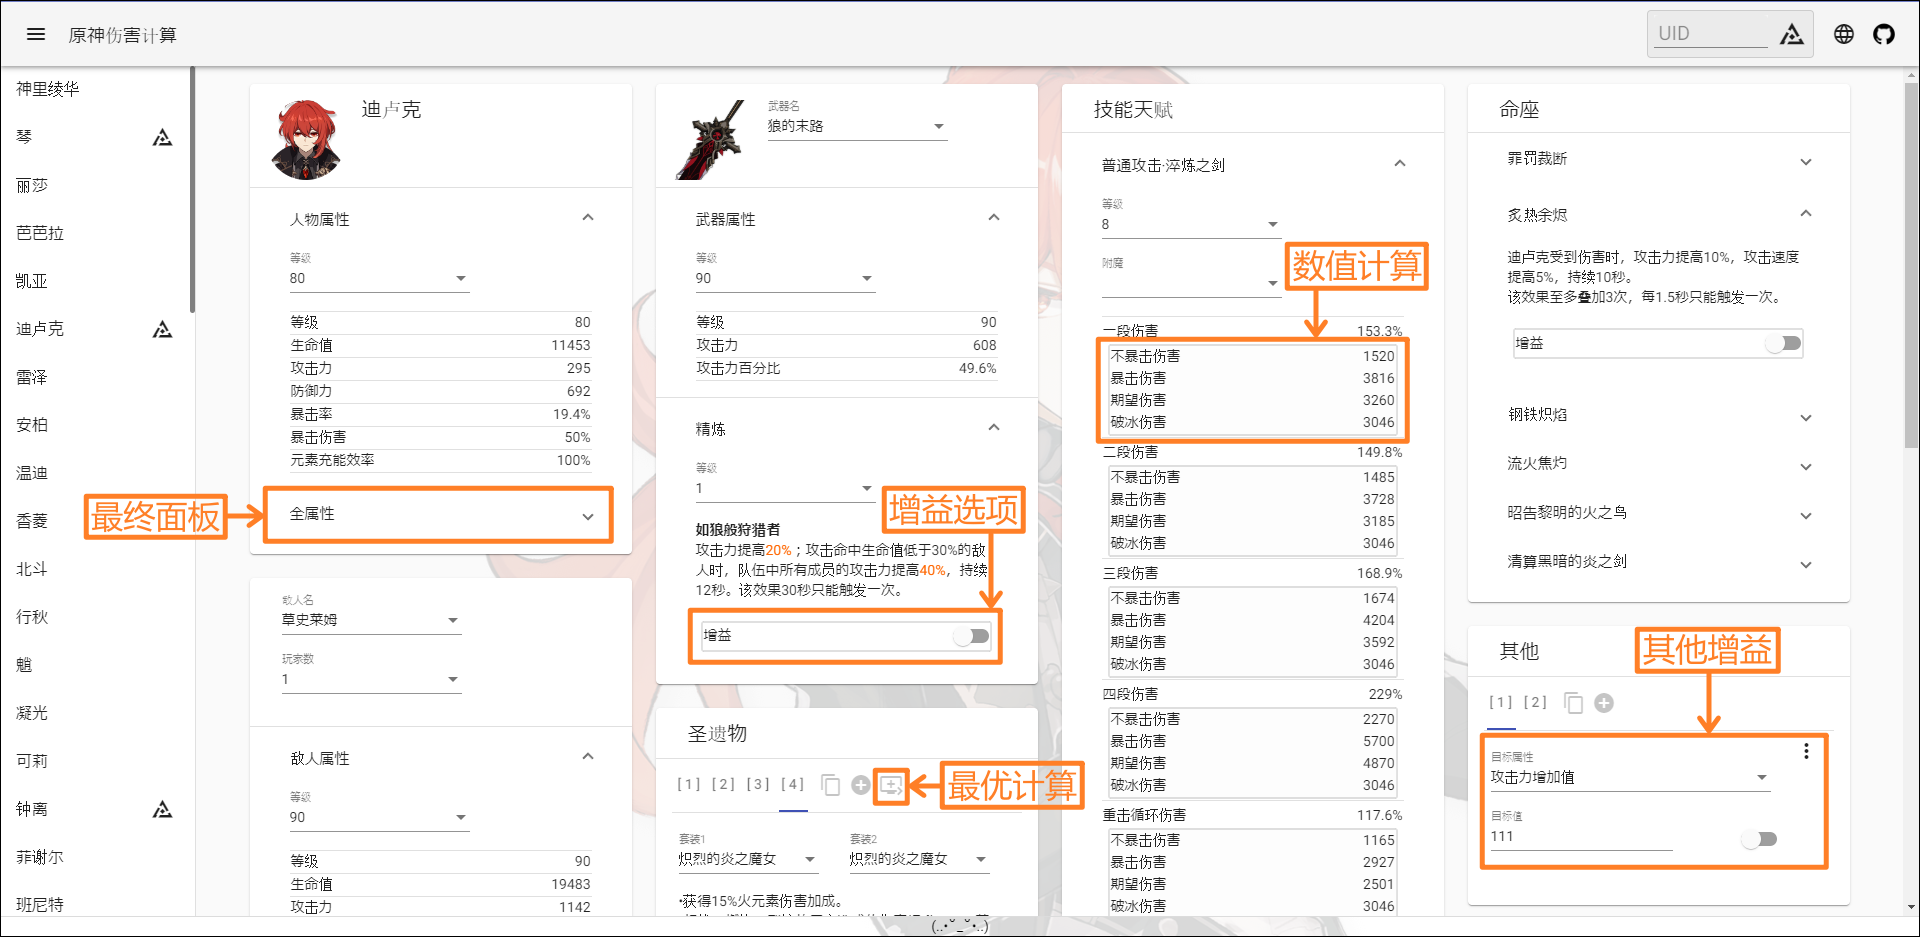 原神伤害计算
UID
神里绫华
琴
丽莎
芭芭拉
凯亚
迪卢克
雷泽
安柏
温迪
香菱
北斗
行秋
魈
凝光
可莉
钟离
菲谢尔
班尼特
迪卢克
人物属性
等级
80
等级 80
生命值 11453
攻击力 295
防御力 692
暴击率 19.4%
暴击伤害 50%
元素充能效率 100%
最终面板
全属性
敌人名
草史莱姆
玩家数
1
敌人属性
等级
90
等级 90
生命值 19483
攻击力 1142
武器名
狼的末路
武器属性
等级
90
等级 90
攻击力 608
攻击力百分比 49.6%
精炼
等级
1
增益选项
如狼般狩猎者
攻击力提高20%；攻击命中生命值低于30%的敌
人时，队伍中所有成员的攻击力提高40%，持续
12秒。该效果30秒只能触发一次。
增益
圣遗物
[1] [2] [3] [4]
最优计算
套装1 套装2
炽烈的炎之魔女 炽烈的炎之魔女
•获得15%火元素伤害加成。
技能天赋
普通攻击·淬炼之剑
等级
8
附魔
数值计算
一段伤害 153.3%
不暴击伤害 1520
暴击伤害 3816
期望伤害 3260
破冰伤害 3046
二段伤害 149.8%
不暴击伤害 1485
暴击伤害 3728
期望伤害 3185
破冰伤害 3046
三段伤害 168.9%
不暴击伤害 1674
暴击伤害 4204
期望伤害 3592
破冰伤害 3046
四段伤害 229%
不暴击伤害 2270
暴击伤害 5700
期望伤害 4870
破冰伤害 3046
重击循环伤害 117.6%
不暴击伤害 1165
暴击伤害 2927
期望伤害 2501
破冰伤害 3046
命座
罪罚裁断
炙热余烬
迪卢克受到伤害时，攻击力提高10%，攻击速度
提高5%，持续10秒。
该效果至多叠加3次，每1.5秒只能触发一次。
增益
钢铁炽焰
流火焦灼
昭告黎明的火之鸟
清算黑暗的炎之剑
其他
其他增益
[1] [2]
目标属性
攻击力增加值
目标值
111